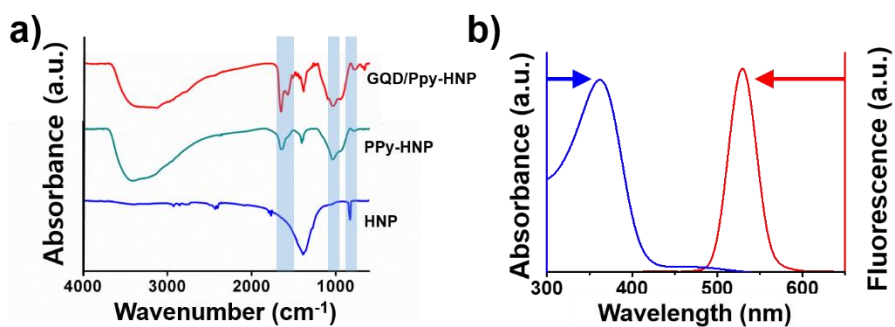 a)
Absorbance (a.u.)
GQD/Ppy-HNP
PPy-HNP
HNP
4000 3000 2000 1000
Wavenumber (cm-1)
b)
Absorbance (a.u.)
Fluorescence (a.u.)
300 400 500 600
Wavelength (nm)